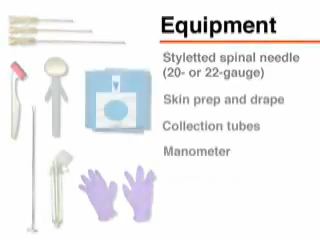 Equipment
Styletted spinal needle
(20- or 22-gauge)
Skin prep and drape
Collection tubes
Manometer